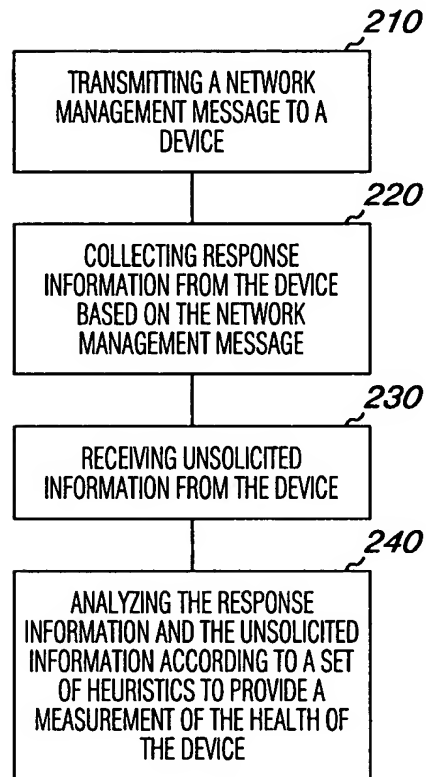 210
TRANSMITTING A NETWORK
MANAGEMENT MESSAGE TO A
DEVICE
220
COLLECTING RESPONSE
INFORMATION FROM THE DEVICE
BASED ON THE NETWORK
MANAGEMENT MESSAGE
230
RECEIVING UNSOLICITED
INFORMATION FROM THE DEVICE
240
ANALYZING THE RESPONSE
INFORMATION AND THE UNSOLICITED
INFORMATION ACCORDING TO A SET
OF HEURISTICS TO PROVIDE A
MEASUREMENT OF THE HEALTH OF
THE DEVICE